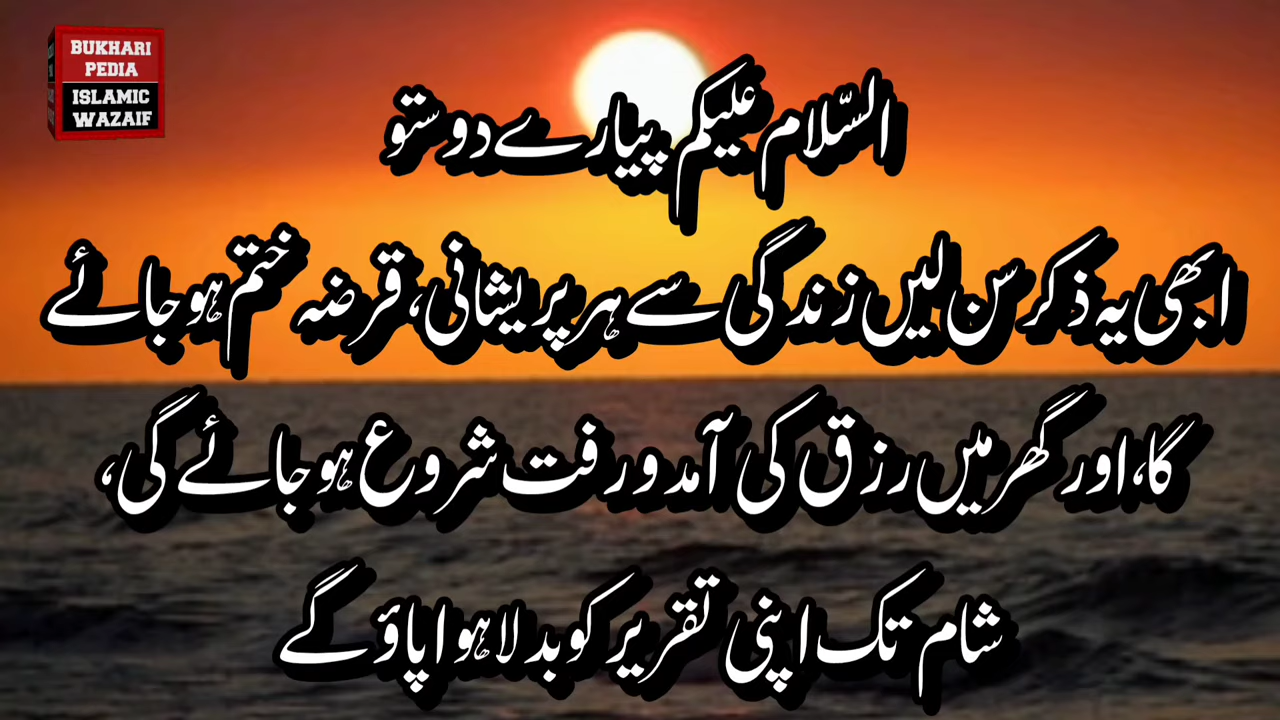 BUKHARI
PEDIA
ISLAMIC
WAZAIF
السّلام علیکم پیارے دوستو
ابھی یہ ذکر سن لیں زندگی سے ہر پریشانی، قرضہ ختم ہو جائے
گا، اور گھر میں رزق کی آمدورفت شروع ہو جائے گی،
شام تک اپنی تقریر کو بدلا ہوا پاؤ گے